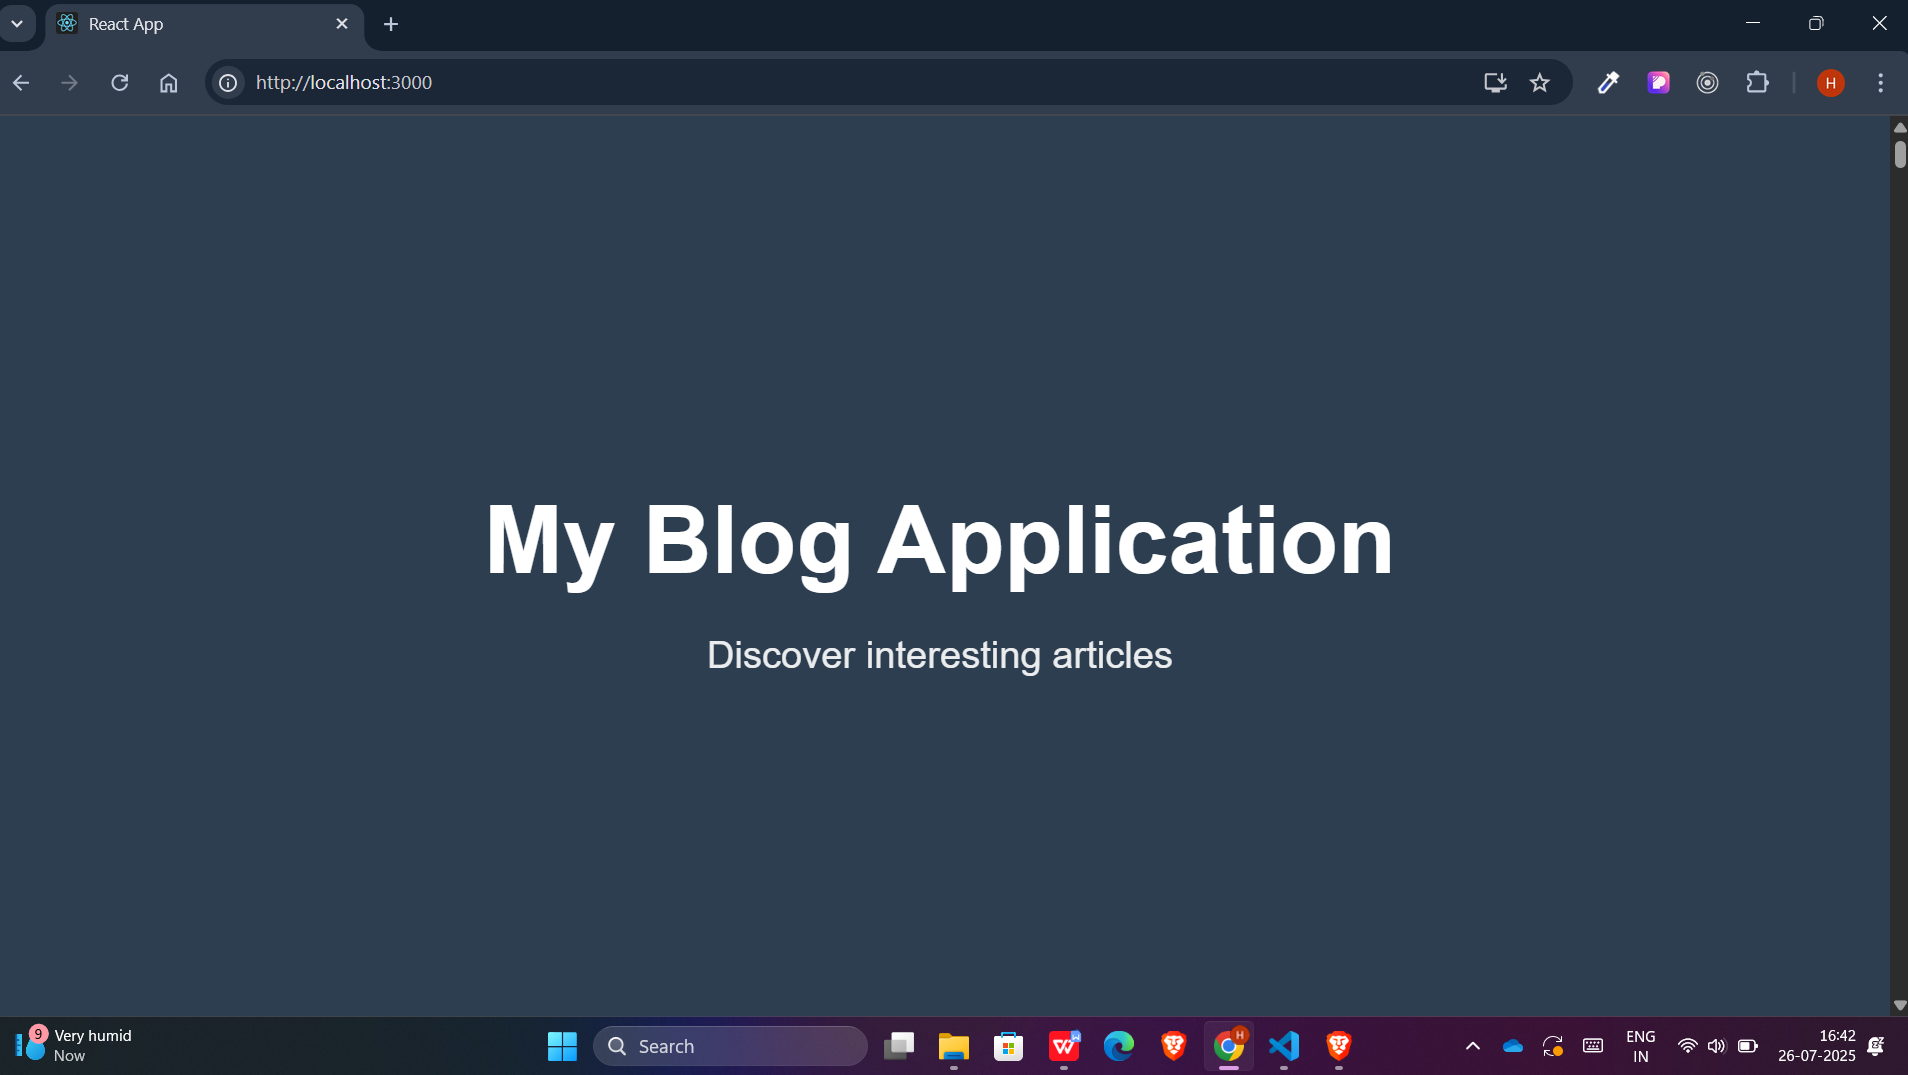 React App
http://localhost:3000
H
My Blog Application
Discover interesting articles
9
Very humid
Now
Search
W
H
ENG
IN
16:42
26-07-2025